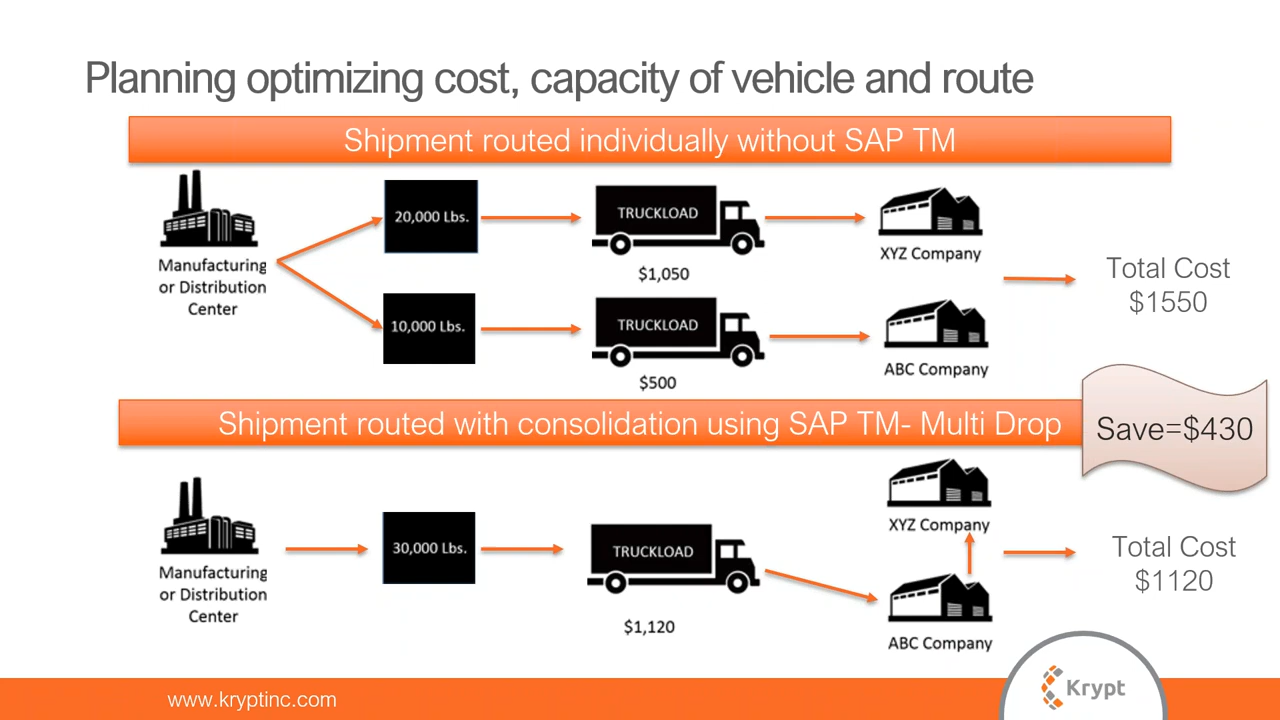 Planning optimizing cost, capacity of vehicle and route
Shipment routed individually without SAP TM
Manufacturing
or Distribution
Center
20,000 Lbs.
TRUCKLOAD
$1,050
XYZ Company
10,000 Lbs.
TRUCKLOAD
$500
ABC Company
Total Cost
$1550
Shipment routed with consolidation using SAP TM- Multi Drop
Save=$430
Manufacturing
or Distribution
Center
30,000 Lbs.
TRUCKLOAD
$1,120
XYZ Company
ABC Company
Total Cost
$1120
www.kryptinc.com
Krypt